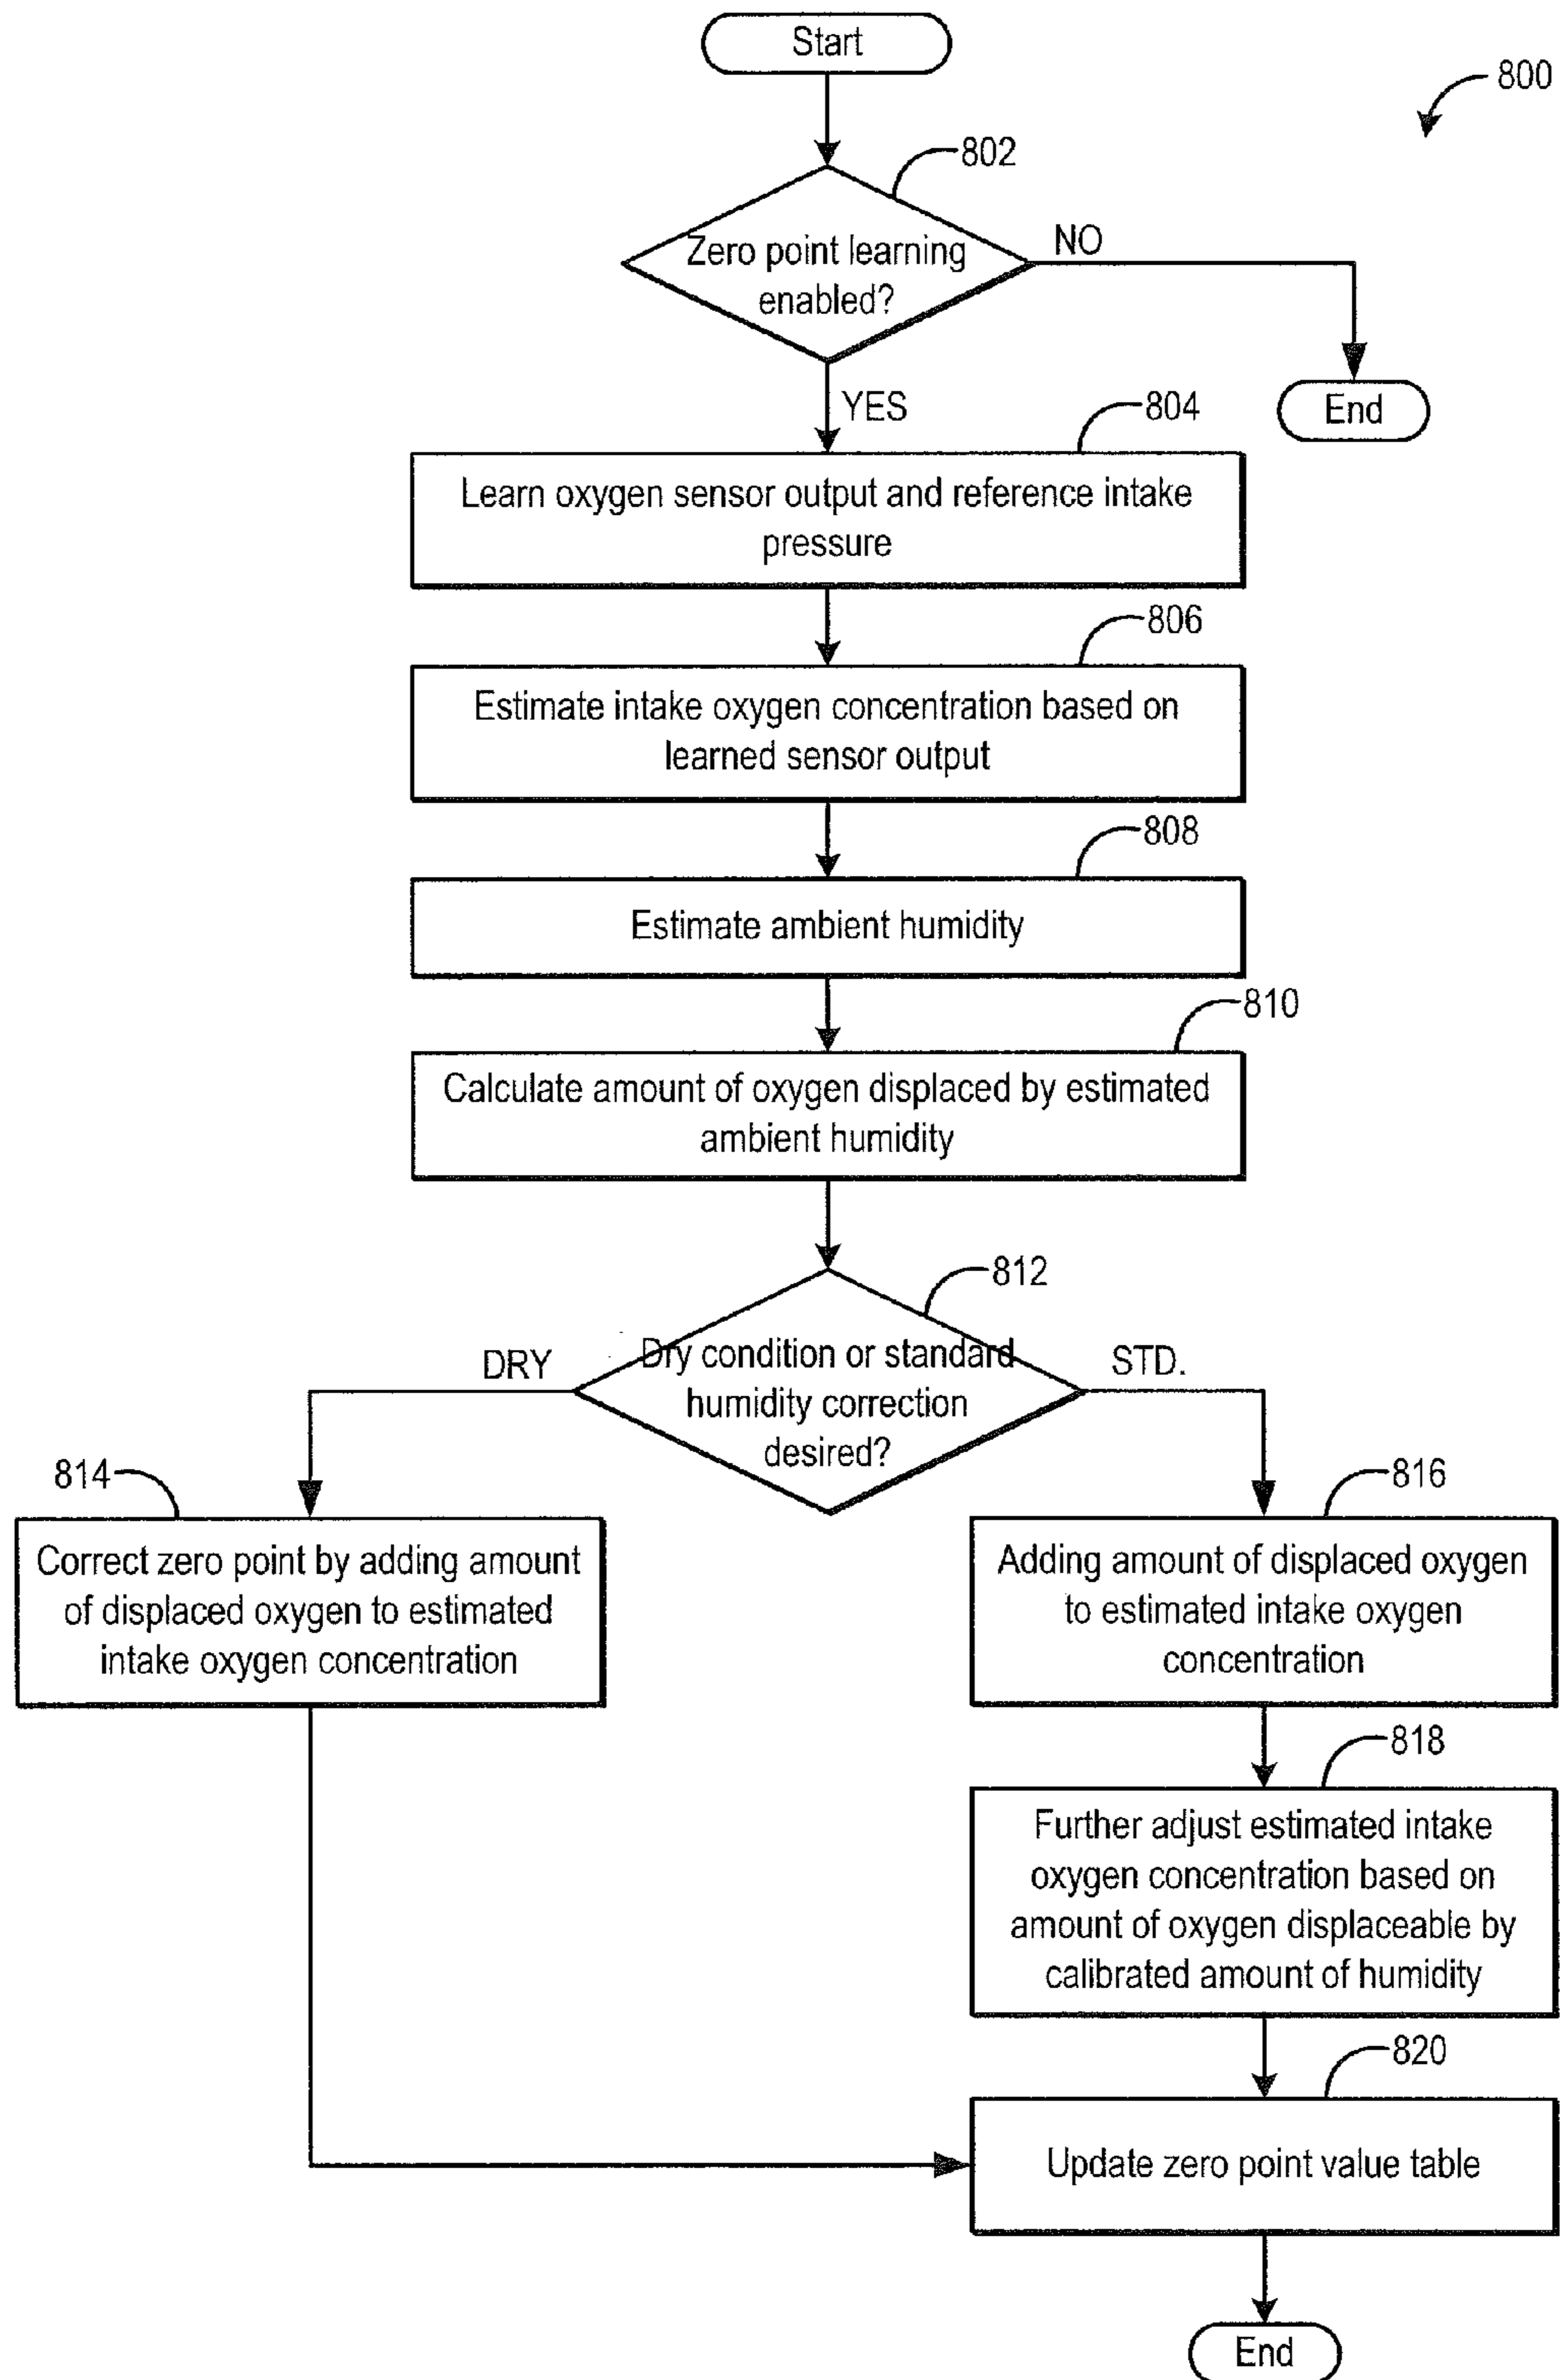 Start
800
802
Zero point learning
enabled?
NO
End
YES
804
Learn oxygen sensor output and reference intake
pressure
806
Estimate intake oxygen concentration based on
learned sensor output
808
Estimate ambient humidity
810
Calculate amount of oxygen displaced by estimated
ambient humidity
812
Dry condition or standard
humidity correction
desired?
DRY
STD.
814
Correct zero point by adding amount
of displaced oxygen to estimated
intake oxygen concentration
816
Adding amount of displaced oxygen
to estimated intake oxygen
concentration
818
Further adjust estimated intake
oxygen concentration based on
amount of oxygen displaceable by
calibrated amount of humidity
820
Update zero point value table
End